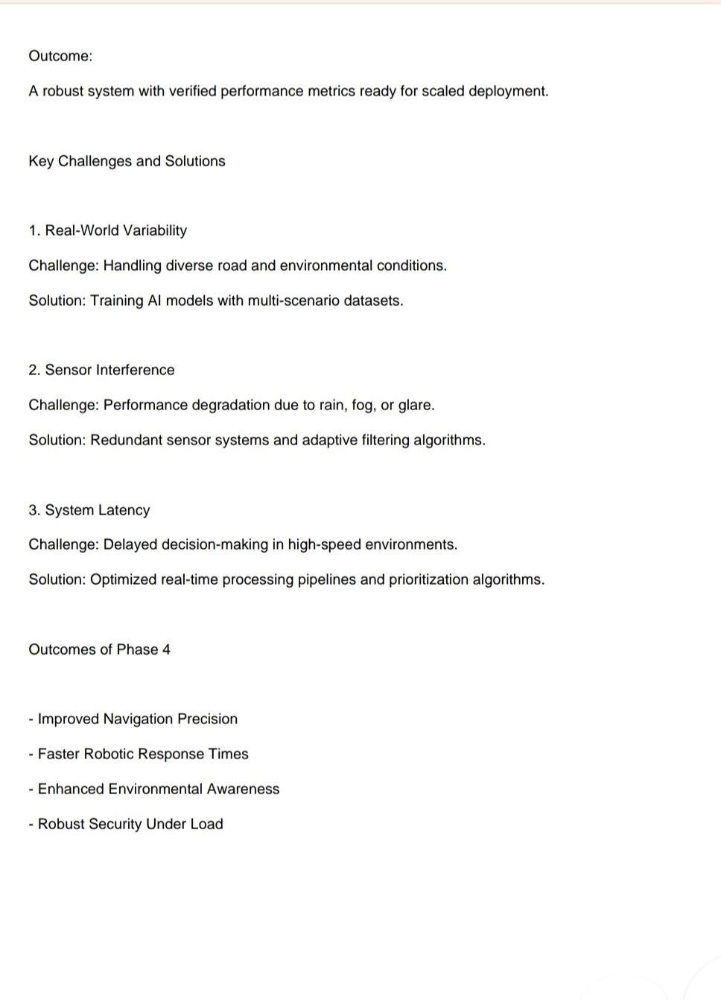 Outcome:
A robust system with verified performance metrics ready for scaled deployment.
Key Challenges and Solutions
1. Real-World Variability
Challenge: Handling diverse road and environmental conditions.
Solution: Training AI models with multi-scenario datasets.
2. Sensor Interference
Challenge: Performance degradation due to rain, fog, or glare.
Solution: Redundant sensor systems and adaptive filtering algorithms.
3. System Latency
Challenge: Delayed decision-making in high-speed environments.
Solution: Optimized real-time processing pipelines and prioritization algorithms.
Outcomes of Phase 4
- Improved Navigation Precision
- Faster Robotic Response Times
- Enhanced Environmental Awareness
- Robust Security Under Load